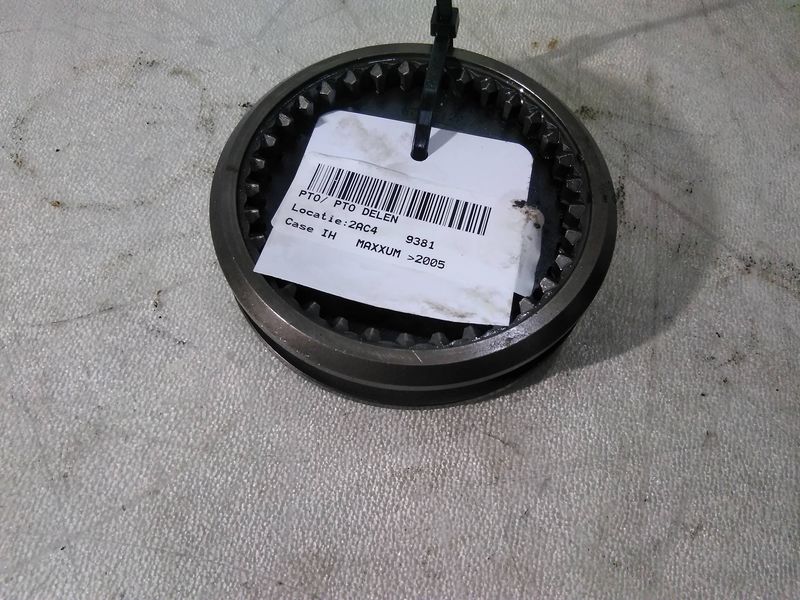 PTO/ PTO DELEN
Locatie:2AC4 9381
Case IH MAXXUM >2005